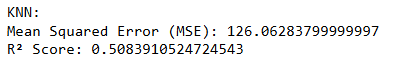 KNN:
Mean Squared Error (MSE): 126.06283799999997
R² Score: 0.5083910524724543